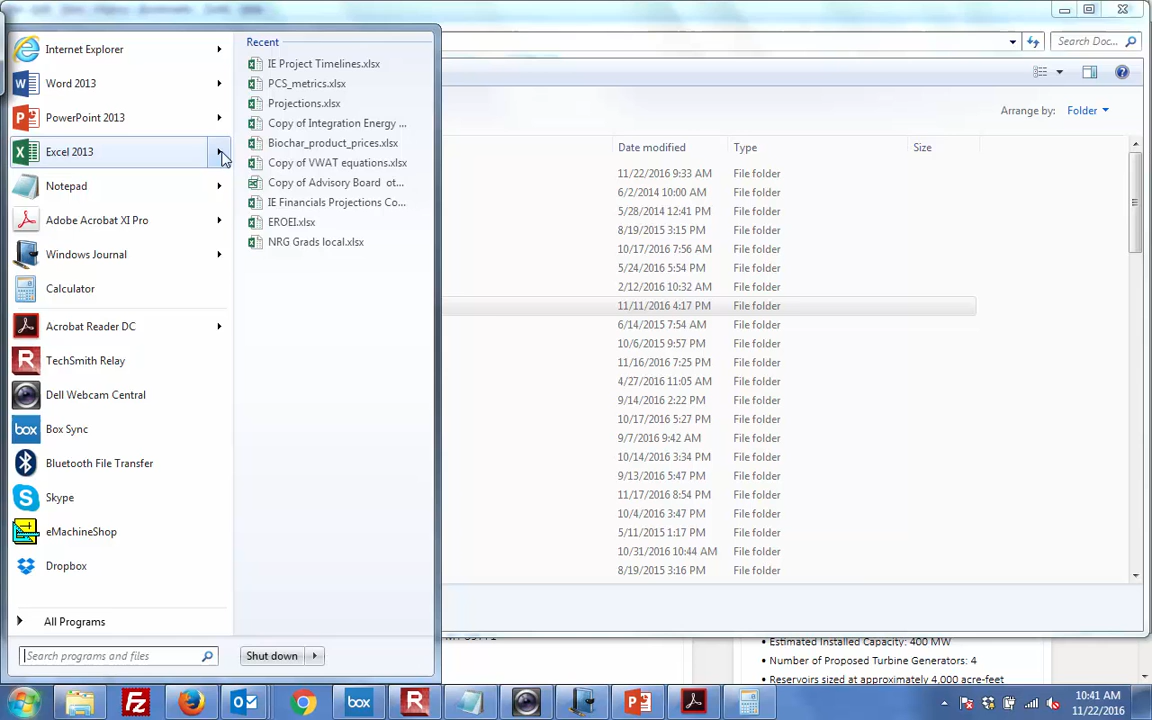 Internet Explorer
Word 2013
PowerPoint 2013
Excel 2013
Notepad
Adobe Acrobat XI Pro
Windows Journal
Calculator
Acrobat Reader DC
TechSmith Relay
Dell Webcam Central
Box Sync
Bluetooth File Transfer
Skype
eMachineShop
Dropbox
All Programs
Search programs and files
Shut down
Recent
IE Project Timelines.xlsx
PCS_metrics.xlsx
Projections.xlsx
Copy of Integration Energy ...
Biochar_product_prices.xlsx
Copy of VWAT equations.xlsx
Copy of Advisory Board ot...
IE Financials Projections Co...
EROEI.xlsx
NRG Grads local.xlsx
Search Doc...
Arrange by: Folder
Date modified Type Size
11/22/2016 9:33 AM File folder
6/2/2014 10:00 AM File folder
5/28/2014 12:41 PM File folder
8/19/2015 3:15 PM File folder
10/17/2016 7:56 AM File folder
5/24/2016 5:54 PM File folder
2/12/2016 10:32 AM File folder
11/11/2016 4:17 PM File folder
6/14/2015 7:54 AM File folder
10/6/2015 9:57 PM File folder
11/16/2016 7:25 PM File folder
4/27/2016 11:05 AM File folder
9/14/2016 2:22 PM File folder
10/17/2016 5:27 PM File folder
9/7/2016 9:42 AM File folder
10/14/2016 3:34 PM File folder
9/13/2016 5:47 PM File folder
11/17/2016 8:54 PM File folder
10/4/2016 3:47 PM File folder
5/11/2015 1:17 PM File folder
10/31/2016 10:44 AM File folder
8/19/2015 3:16 PM File folder
• Estimated Installed Capacity: 400 MW
• Number of Proposed Turbine Generators: 4
• Reservoirs sized at approximately 4,000 acre-feet
box
10:41 AM
11/22/2016